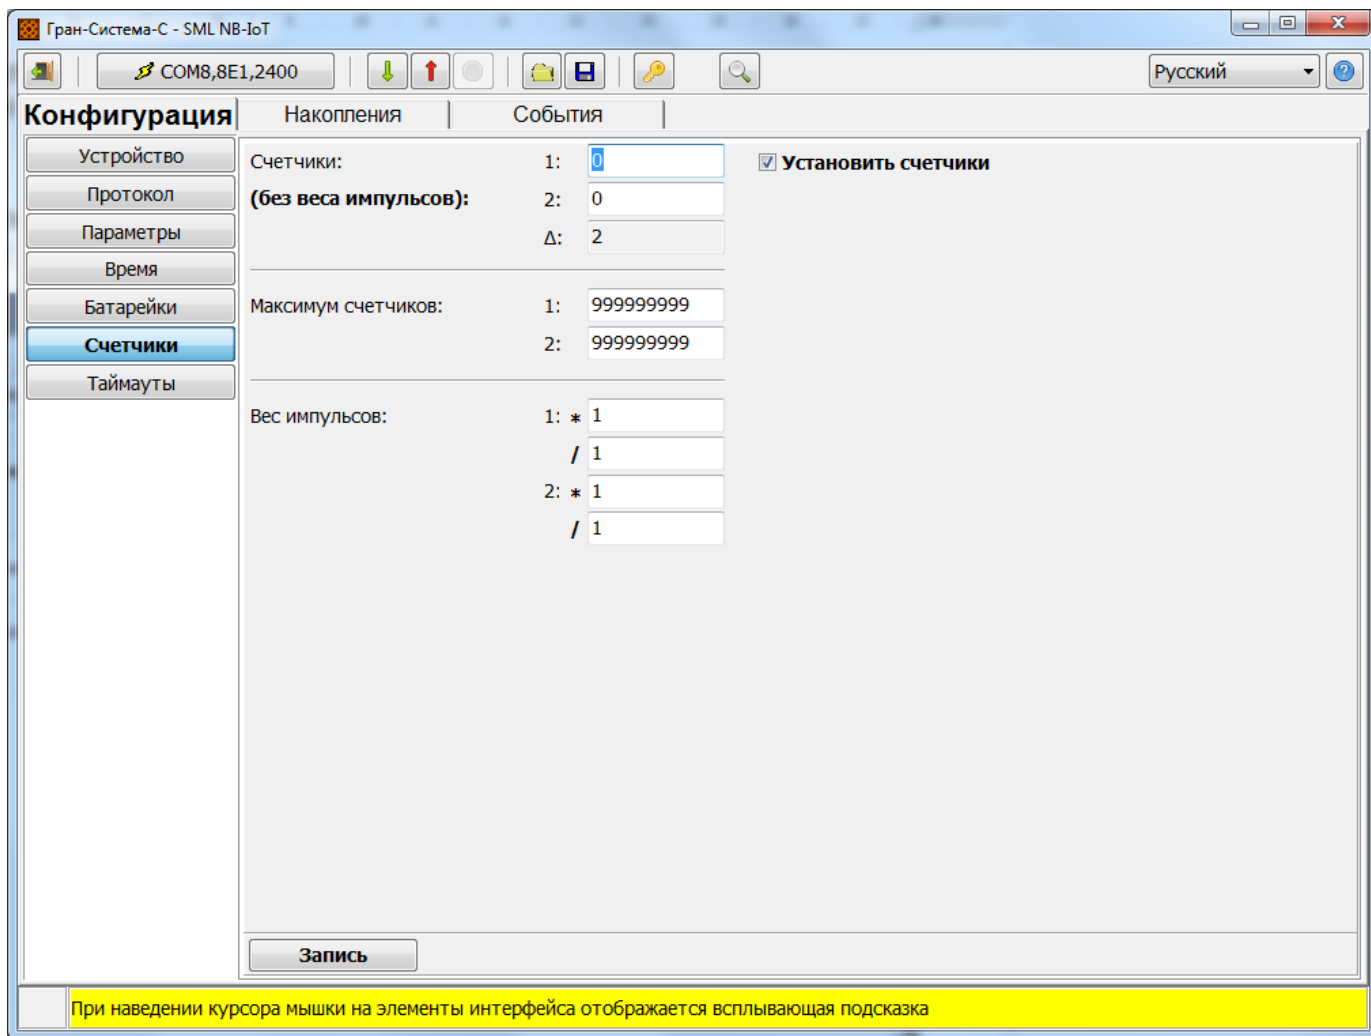 Гран-Система-С - SML NB-IoT
COM8,8E1,2400
Русский
Конфигурация
Накопления
События
Устройство
Протокол
Параметры
Время
Батарейки
Счетчики
Таймауты
Счетчики: 1: 0
Установить счетчики
(без веса импульсов): 2: 0
Δ: 2
Максимум счетчиков: 1: 999999999
2: 999999999
Вес импульсов: 1: * 1
/ 1
2: * 1
/ 1
Запись
При наведении курсора мышки на элементы интерфейса отображается всплывающая подсказка